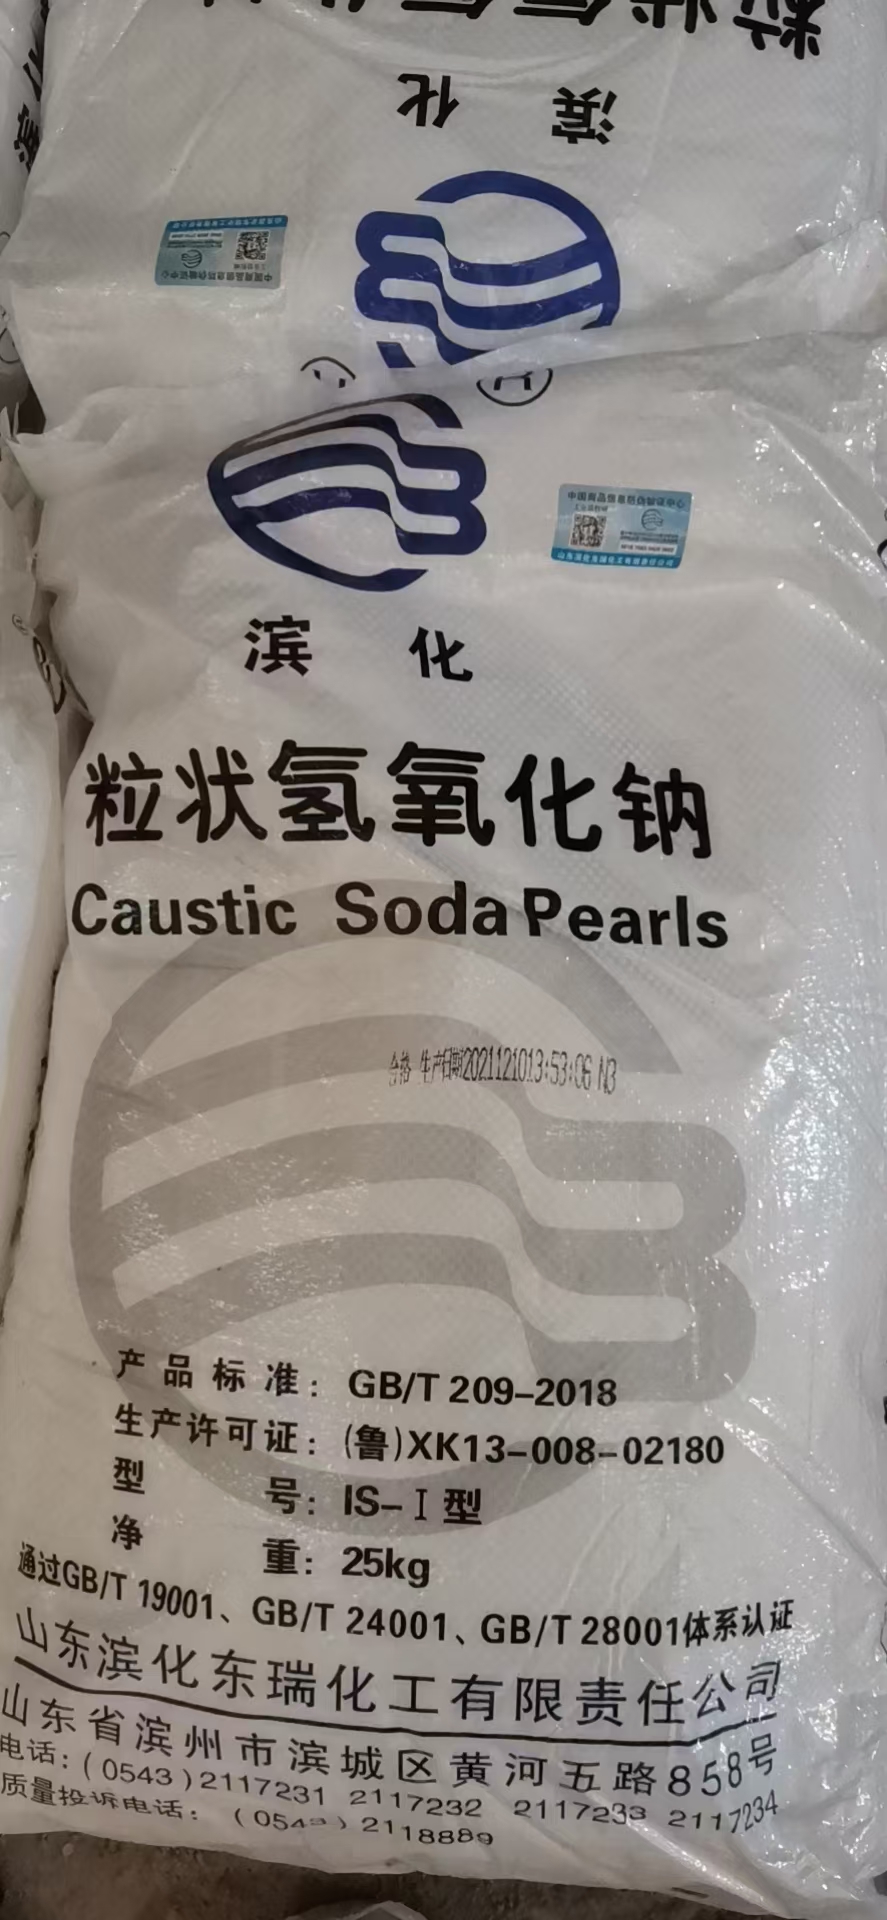 滨 化
滨 化
粒状氢氧化钠
Caustic Soda Pearls
合格 生产日期2021121013:53:06 N3
产品标准：GB/T 209-2018
生产许可证：(鲁)XK13-008-02180
型 号：IS-Ⅰ型
净 重：25kg
通过GB/T 19001、GB/T 24001、GB/T 28001体系认证
山东滨化东瑞化工有限责任公司
山东省滨州市滨城区黄河五路858号
电话：(0543)2117231 2117232 2117233 2117234
质量投诉电话：(0543) 2118889